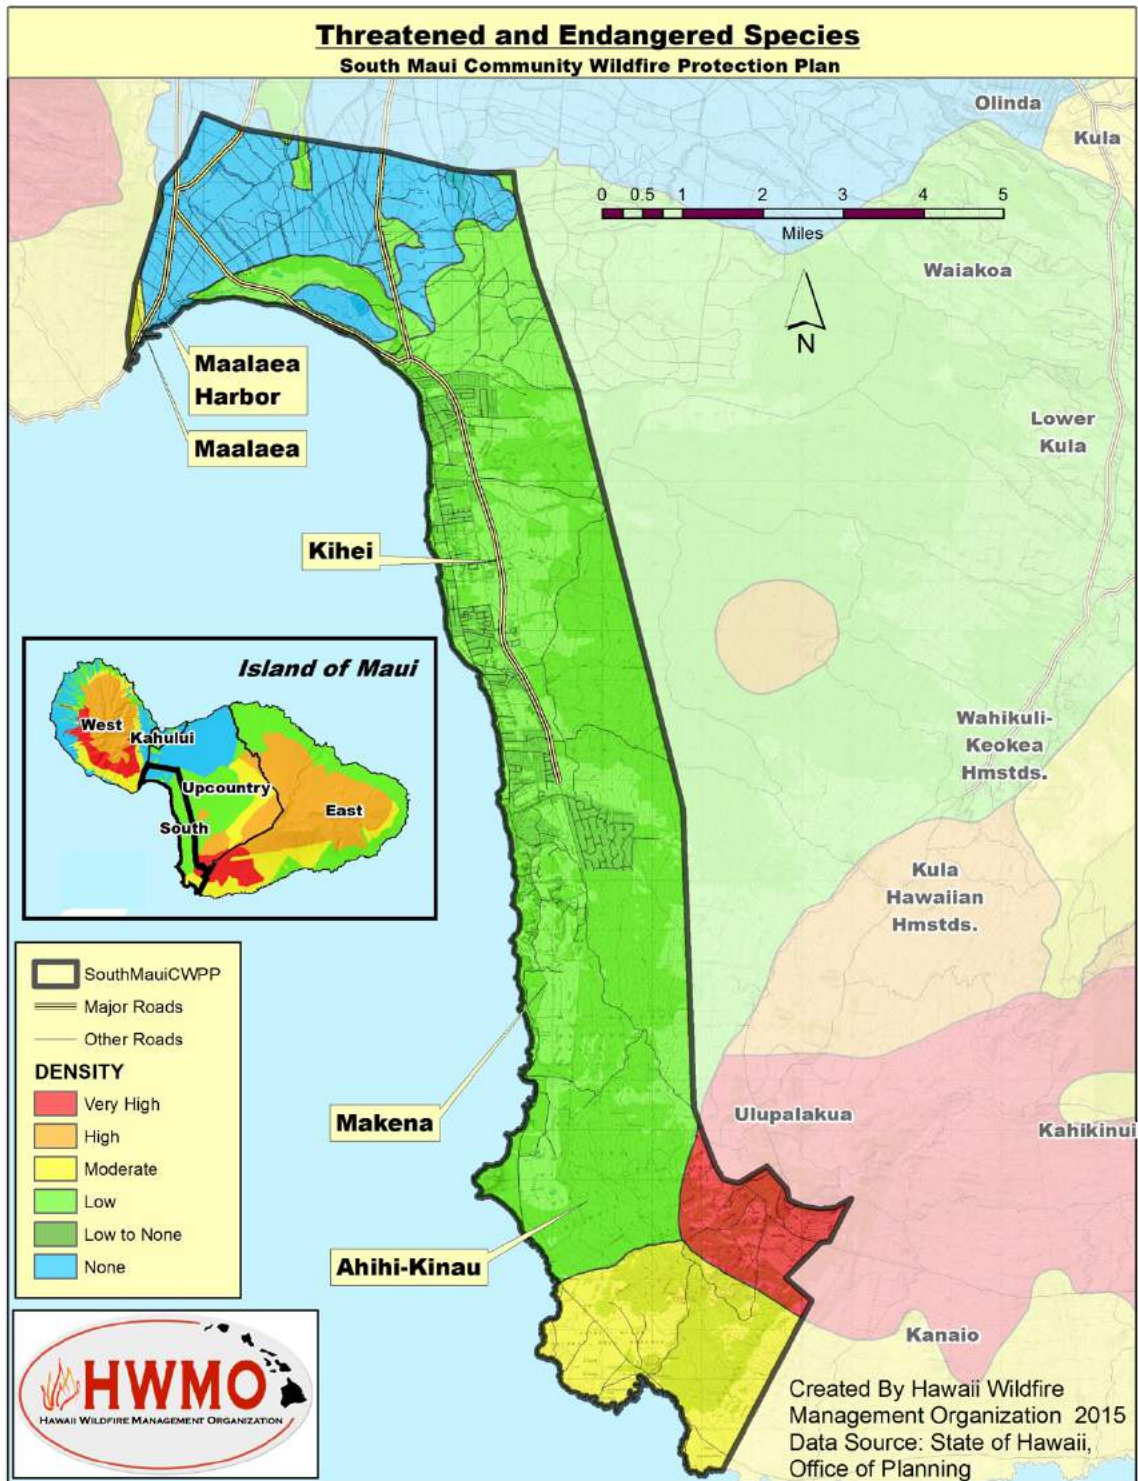 Threatened and Endangered Species
South Maui Community Wildfire Protection Plan
Olinda
Kula
0 0.5 1 2 3 4 5
Miles
Waiakoa
N
Maalaea
Harbor
Maalaea
Lower
Kula
Kihei
Island of Maui
West
Kahului
Upcountry
East
South
Wahikuli-
Keokea
Hmstds.
Kula
Hawaiian
Hmstds.
SouthMauiCWPP
Major Roads
Other Roads
DENSITY
Very High
High
Moderate
Low
Low to None
None
Makena
Ulupalakua
Kahikinui
Ahihi-Kinau
Kanaio
HWMO
HAWAII WILDFIRE MANAGEMENT ORGANIZATION
Created By Hawaii Wildfire
Management Organization 2015
Data Source: State of Hawaii,
Office of Planning